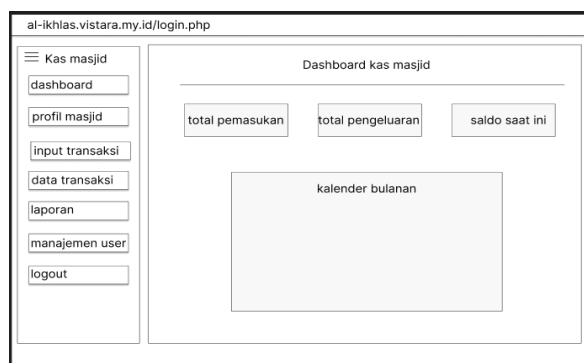 al-ikhlas.vistara.my.id/login.php
Kas masjid
dashboard
profil masjid
input transaksi
data transaksi
laporan
manajemen user
logout
Dashboard kas masjid
total pemasukan
total pengeluaran
saldo saat ini
kalender bulanan